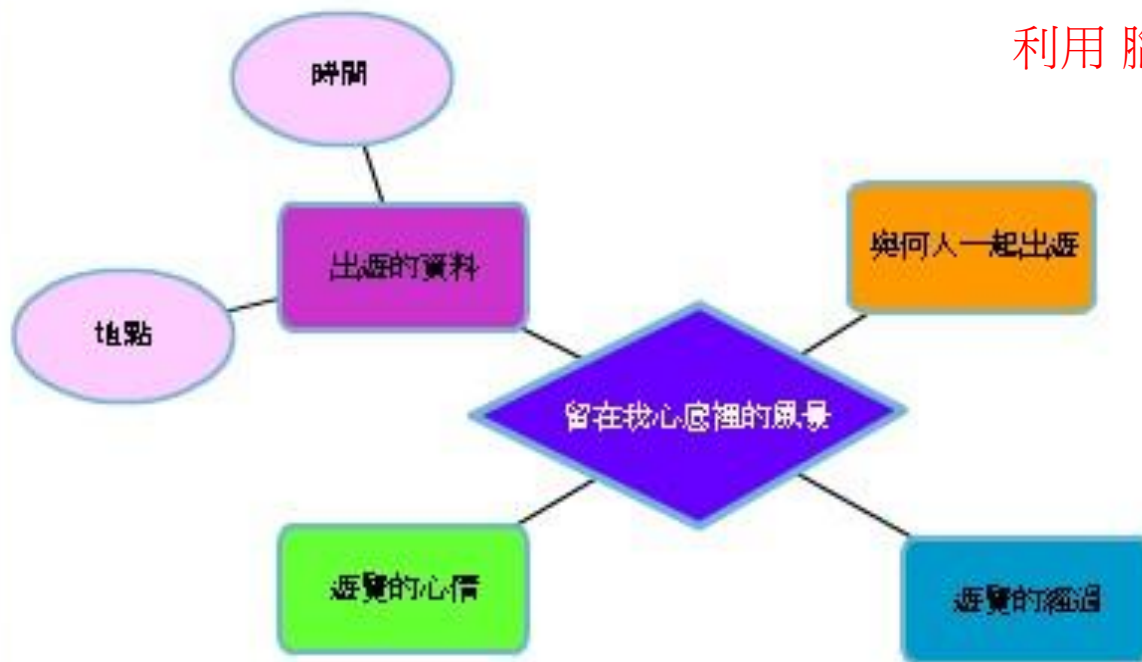 利用
時間
出遊的資料
與何人一起出遊
地點
留在我心底裡的風景
遊覽的心情
遊覽的經過